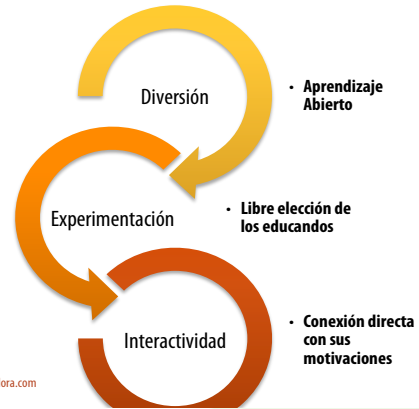 Diversión
• Aprendizaje
Abierto
Experimentación
• Libre elección de
los educandos
Interactividad
• Conexión directa
con sus
motivaciones
ora.com